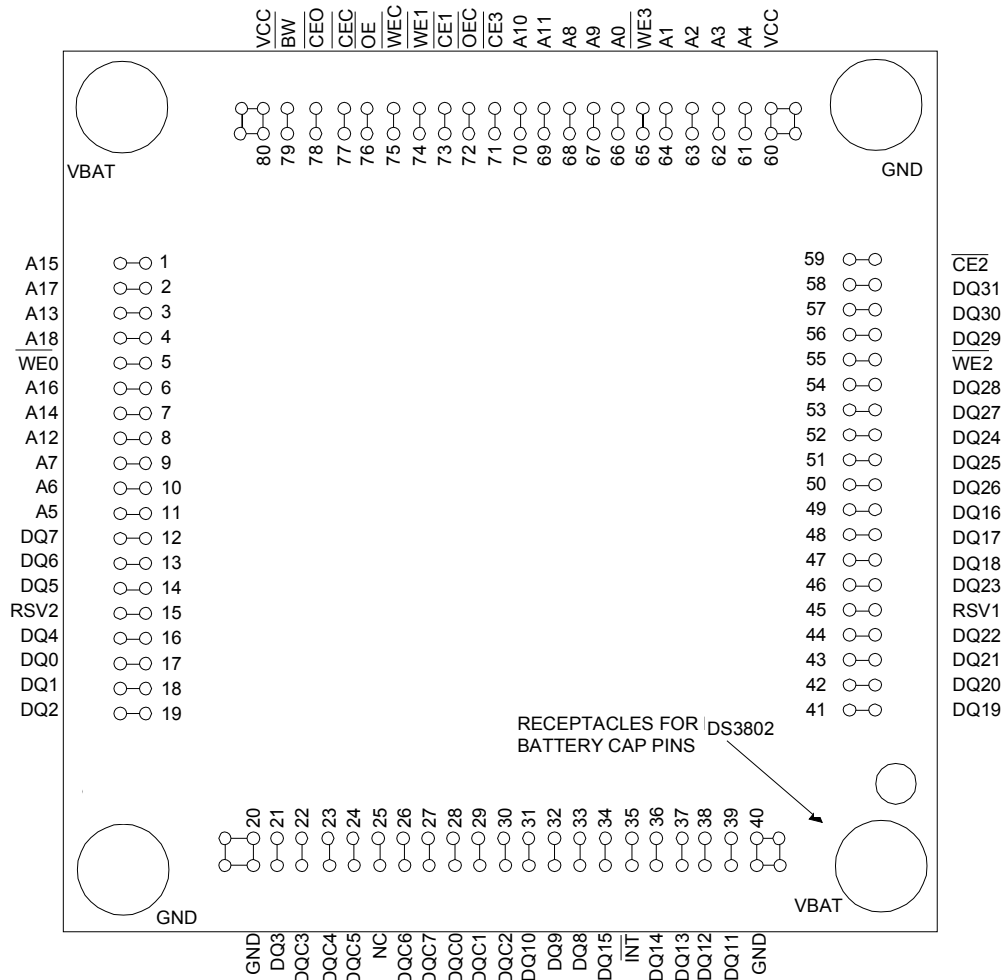 VCC BW CEO CEC OE WEC WE1 CE1 OEC CE3 A10 A11 A8 A9 A0 WE3 A1 A2 A3 A4 VCC
80 79 78 77 76 75 74 73 72 71 70 69 68 67 66 65 64 63 62 61 60
VBAT GND
A15 1 59 CE2
A17 2 58 DQ31
A13 3 57 DQ30
A18 4 56 DQ29
WE0 5 55 WE2
A16 6 54 DQ28
A14 7 53 DQ27
A12 8 52 DQ24
A7 9 51 DQ25
A6 10 50 DQ26
A5 11 49 DQ16
DQ7 12 48 DQ17
DQ6 13 47 DQ18
DQ5 14 46 DQ23
RSV2 15 45 RSV1
DQ4 16 44 DQ22
DQ0 17 43 DQ21
DQ1 18 42 DQ20
DQ2 19 41 DQ19
RECEPTACLES FOR DS3802
BATTERY CAP PINS
20 21 22 23 24 25 26 27 28 29 30 31 32 33 34 35 36 37 38 39 40
GND VBAT
GND DQ3 DQC3 DQC4 DQC5 NC DQC6 DQC7 DQC0 DQC1 DQC2 DQ10 DQ9 DQ8 DQ15 INT DQ14 DQ13 DQ12 DQ11 GND